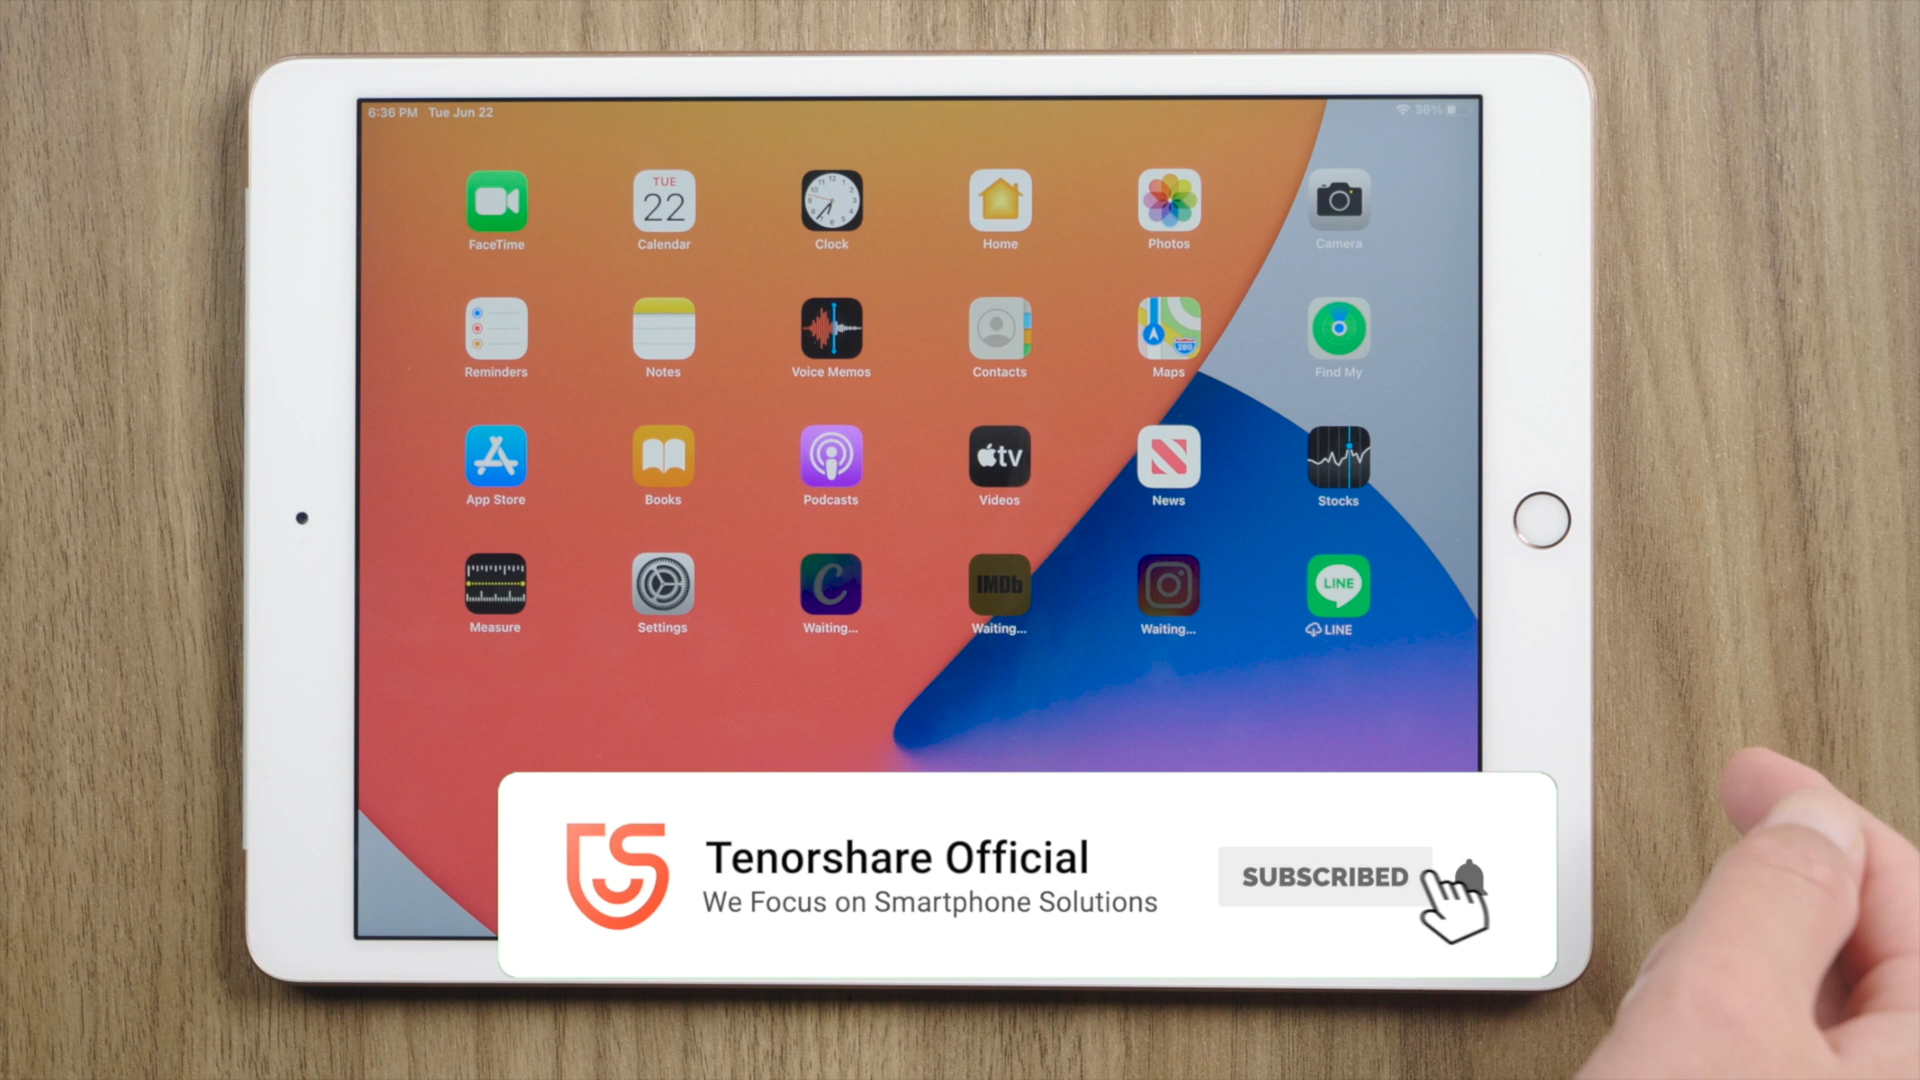 6:36 PM Tue Jun 22
38%
TUE
22
FaceTime
Calendar
Clock
Home
Photos
Camera
280
Reminders
Notes
Voice Memos
Contacts
Maps
Find My
tv
App Store
Books
Podcasts
Videos
News
Stocks
C
IMDb
LINE
Measure
Settings
Waiting...
Waiting...
Waiting...
LINE
Tenorshare Official
We Focus on Smartphone Solutions
SUBSCRIBED